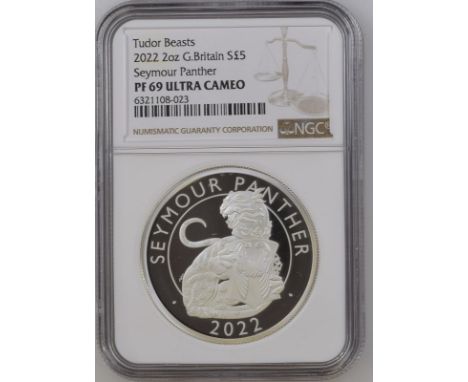 Tudor Beasts
2022 2oz G.Britain S£5
Seymour Panther
PF 69 ULTRA CAMEO
6321108-023
NUMISMATIC GUARANTY CORPORATION
NGC
SEYMOUR PANTHER
2022